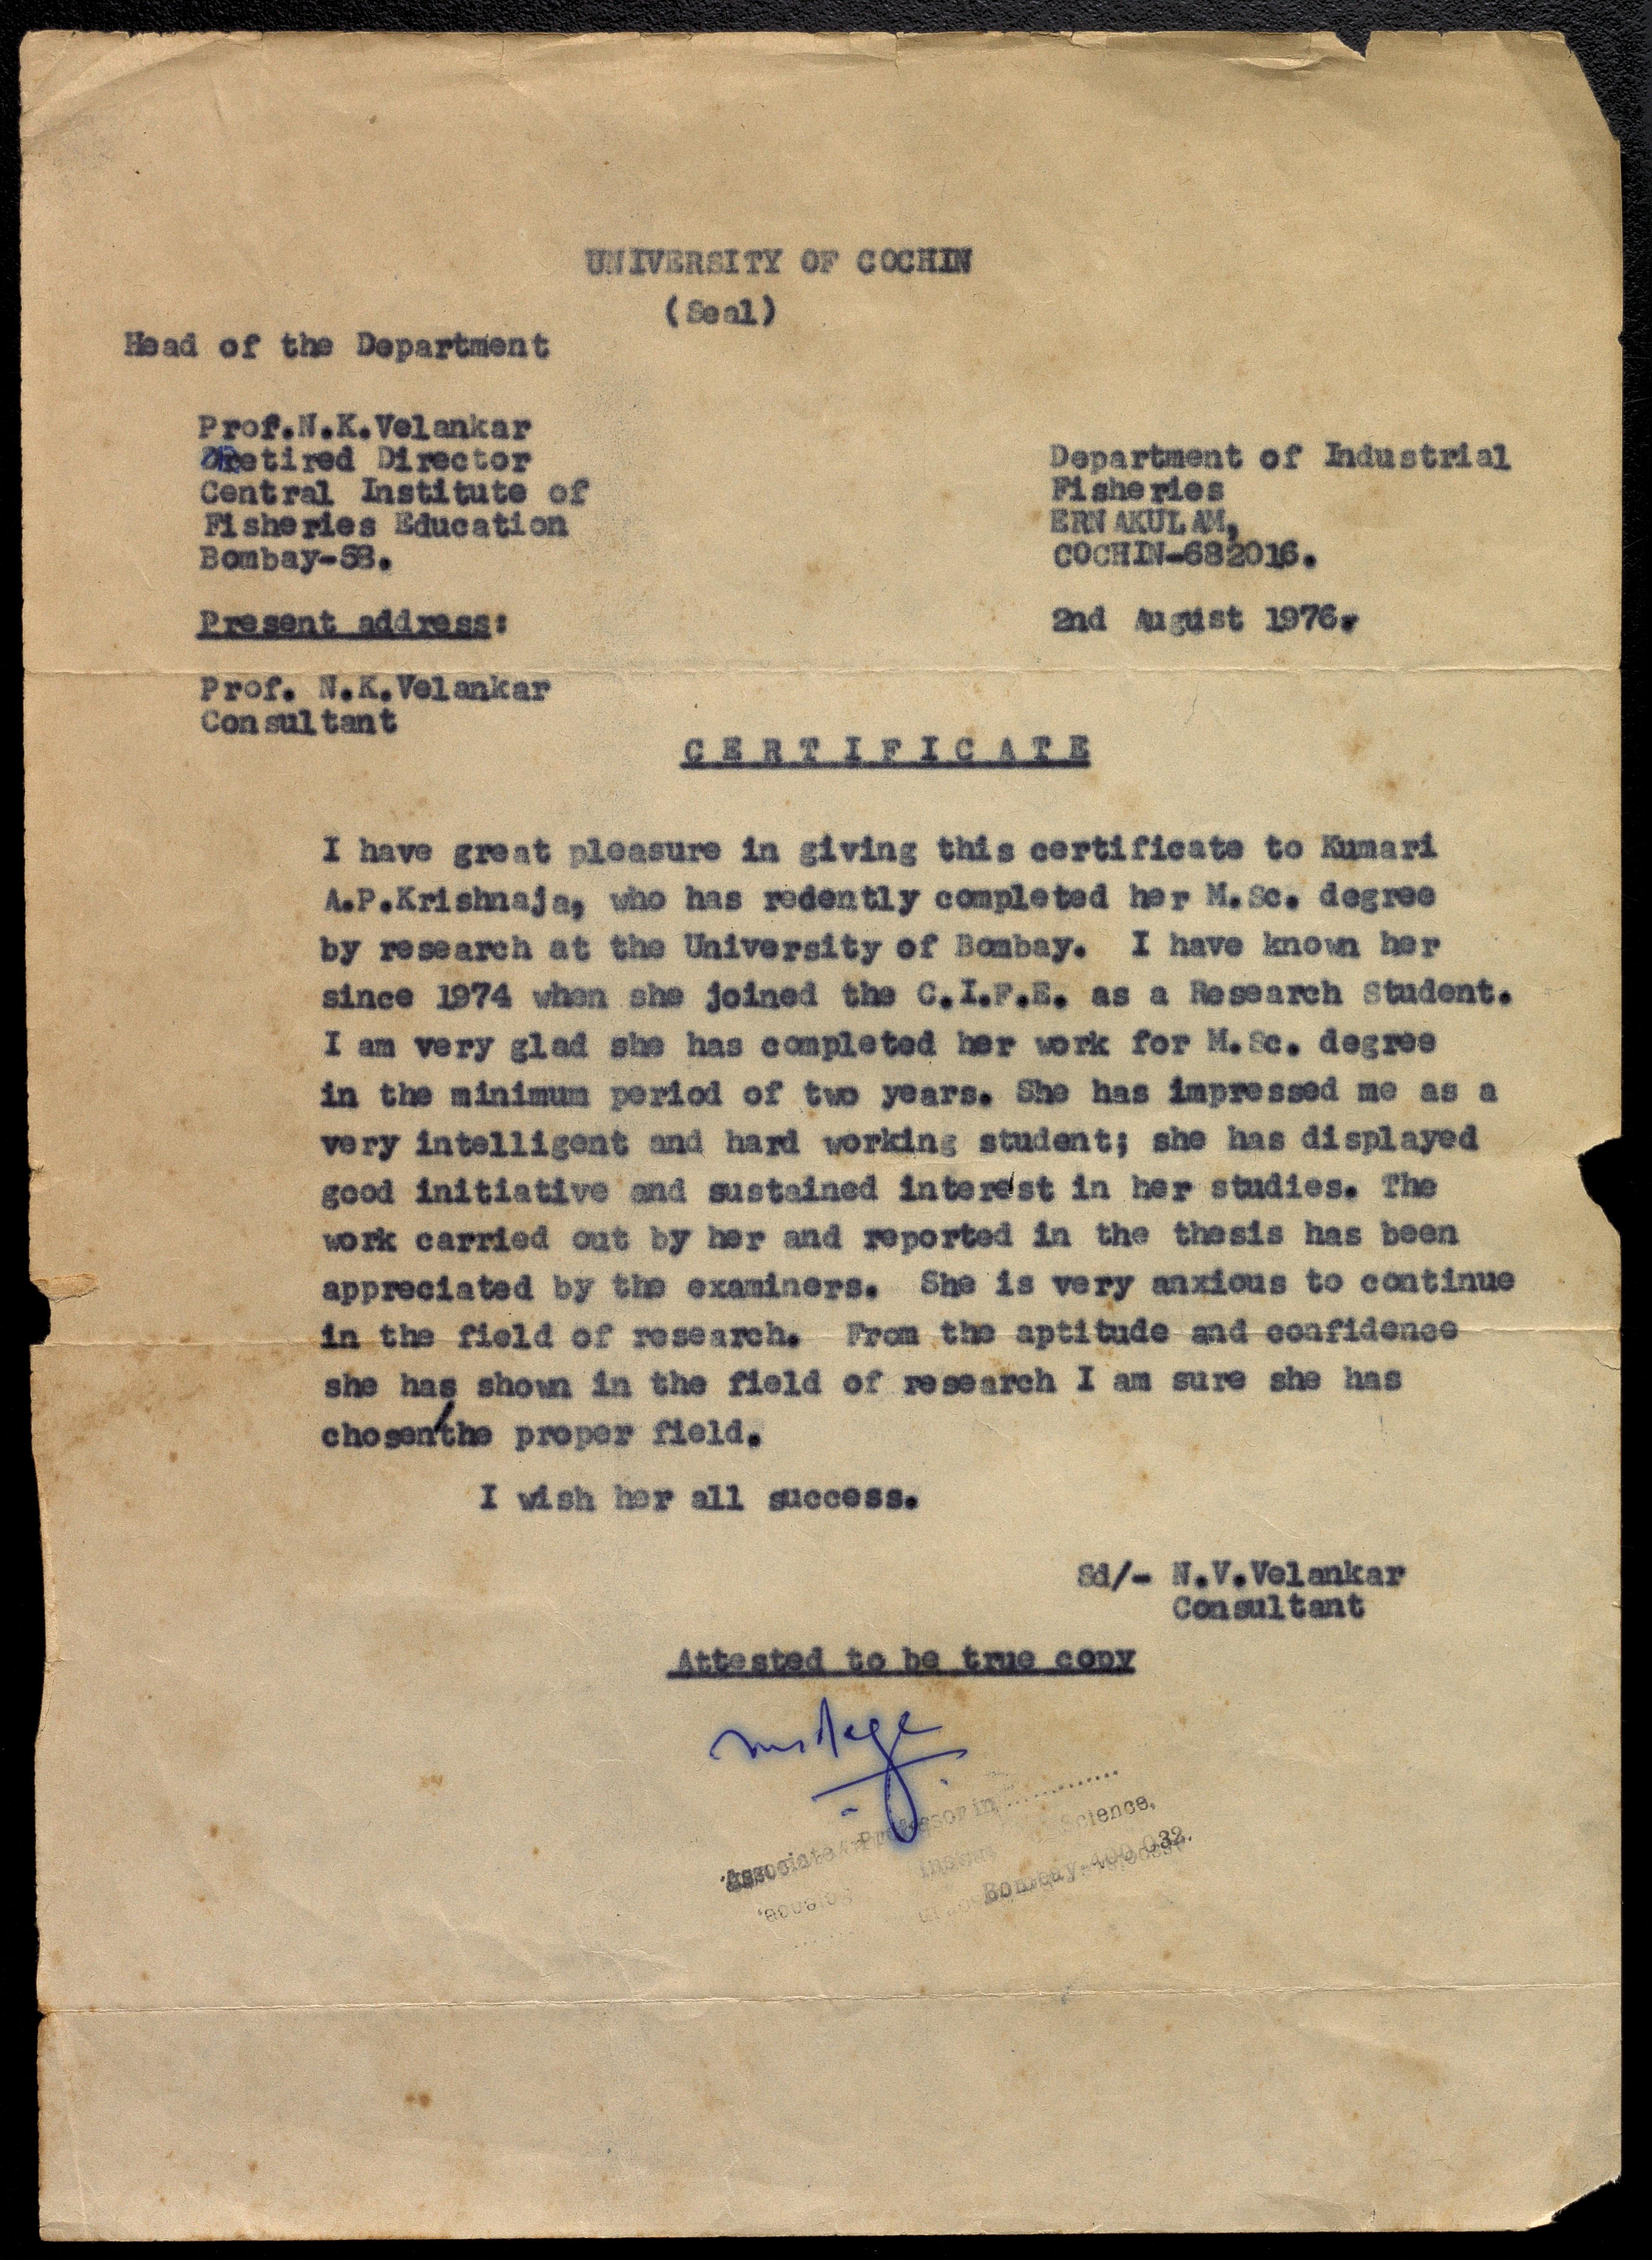 UNIVERSITY OF COCHIN
(Seal)
Head of the Department
Prof.N.K.Velankar
retired Director
Central Institute of
Fisheries Education
Bombay-58.
Department of Industrial
Fisheries
ERNAKULAM,
COCHIN-682016.
Present address:
2nd August 1976.
Prof. N.K.Velankar
Consultant
CERTIFICATE
I have great pleasure in giving this certificate to Kumari
A.P.Krishnaja, who has redently completed her M.Sc. degree
by research at the University of Bombay. I have known her
since 1974 when she joined the C.I.F.E. as a Research Student.
I am very glad she has completed her work for M.Sc. degree
in the minimum period of two years. She has impressed me as a
very intelligent and hard working student; she has displayed
good initiative and sustained interest in her studies. The
work carried out by her and reported in the thesis has been
appreciated by the examiners. She is very anxious to continue
in the field of research. From the aptitude and confidence
she has shown in the field of research I am sure she has
chosen/the proper field.
I wish her all success.
Sd/- N.V.Velankar
Consultant
Attested to be true copy
Associate Professor in ............
Science,
Bombay-400 032.